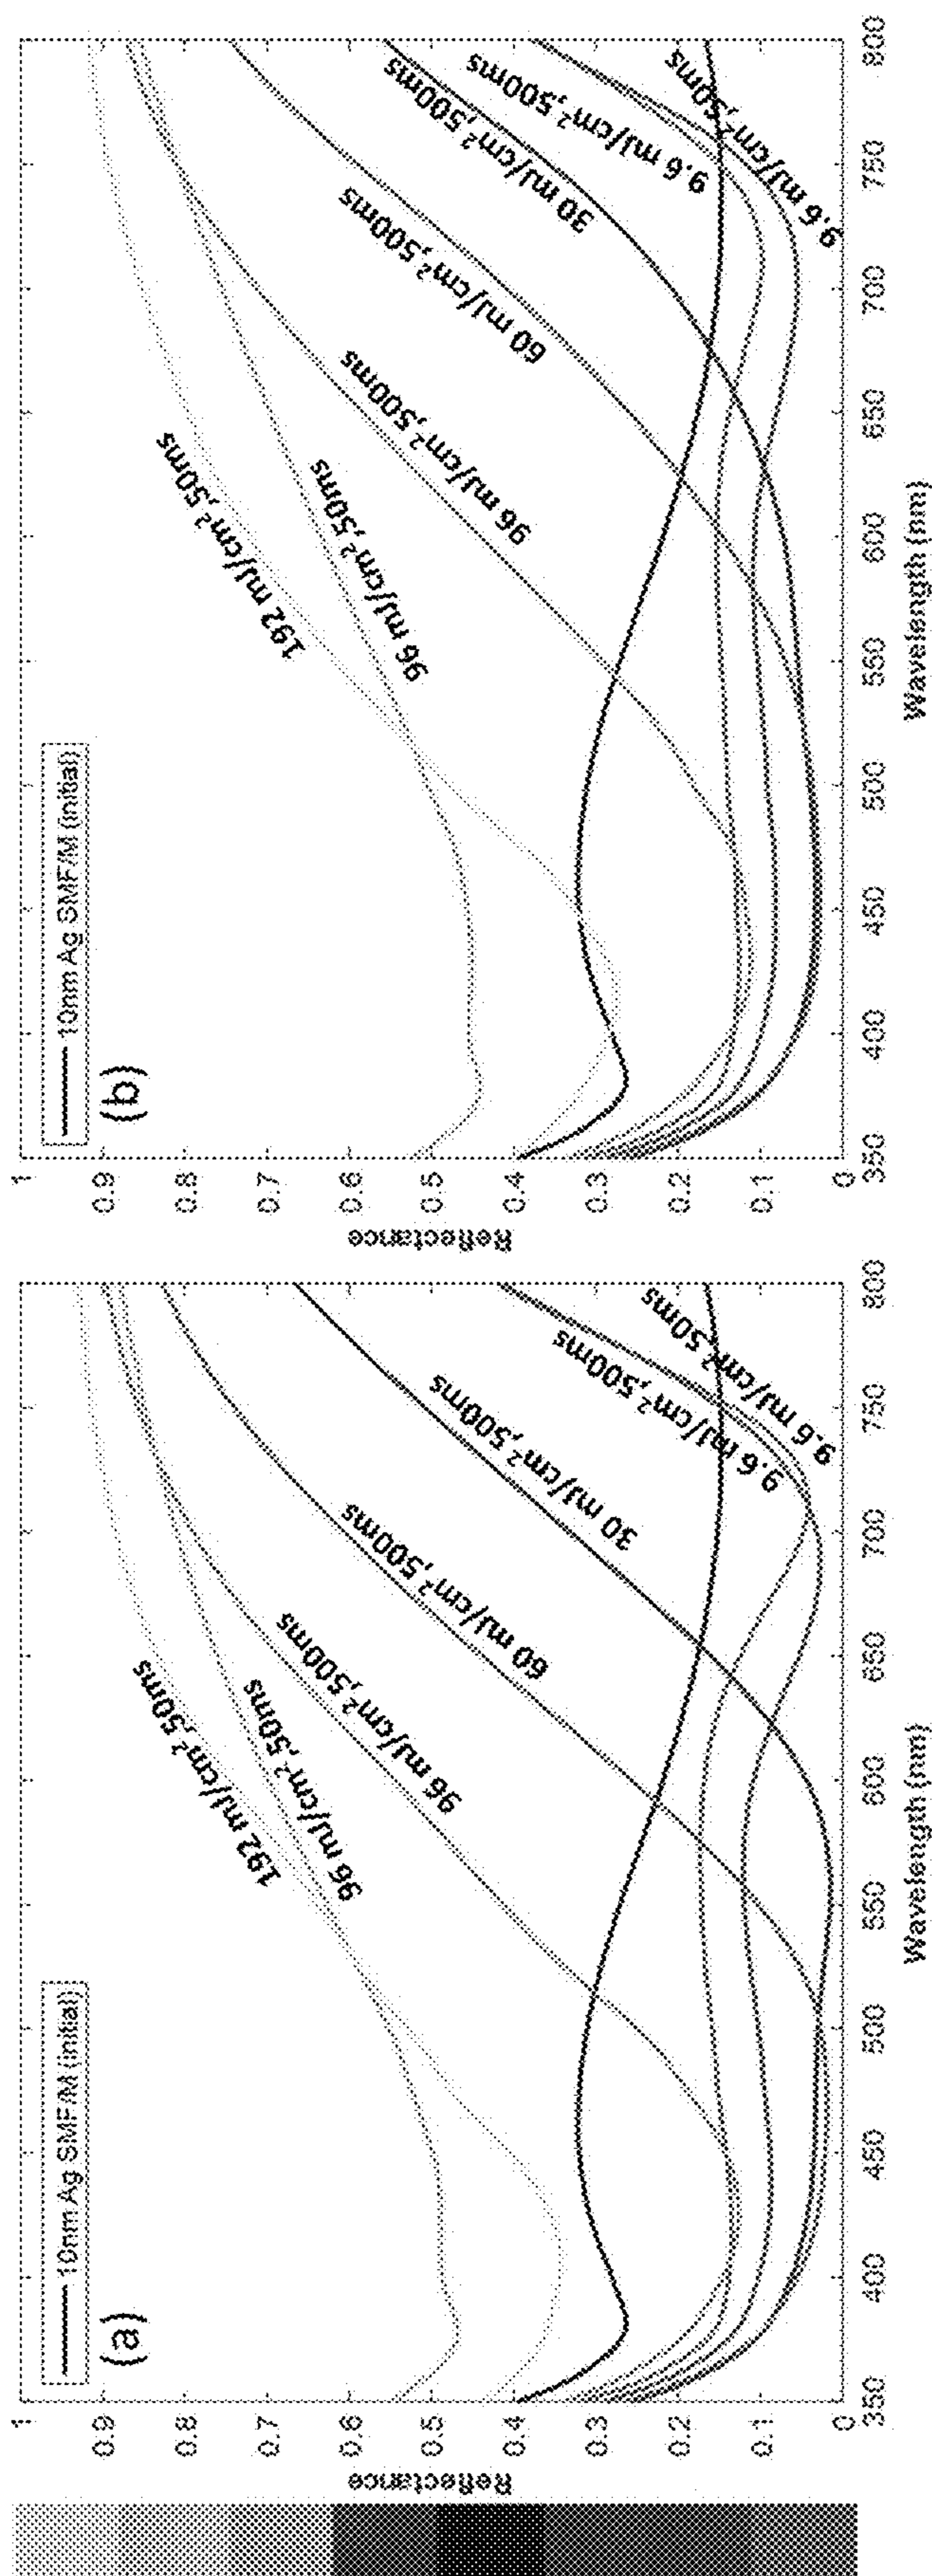 (a)
10nm Ag SMF/M (initial)
Reflectance
1
0.9
0.8
0.7
0.6
0.5
0.4
0.3
0.2
0.1
0
350
400
450
500
550
600
650
700
750
800
Wavelength (nm)
192 mJ/cm²,50ms
96 mJ/cm²,50ms
96 mJ/cm²,500ms
60 mJ/cm²,500ms
30 mJ/cm²,500ms
9.6 mJ/cm²,500ms
9.6 mJ/cm²,50ms
(b)
10nm Ag SMF/M (initial)
Reflectance
1
0.9
0.8
0.7
0.6
0.5
0.4
0.3
0.2
0.1
0
350
400
450
500
550
600
650
700
750
800
Wavelength (nm)
192 mJ/cm²,50ms
96 mJ/cm²,50ms
96 mJ/cm²,500ms
60 mJ/cm²,500ms
30 mJ/cm²,500ms
9.6 mJ/cm²,500ms
9.6 mJ/cm²,50ms